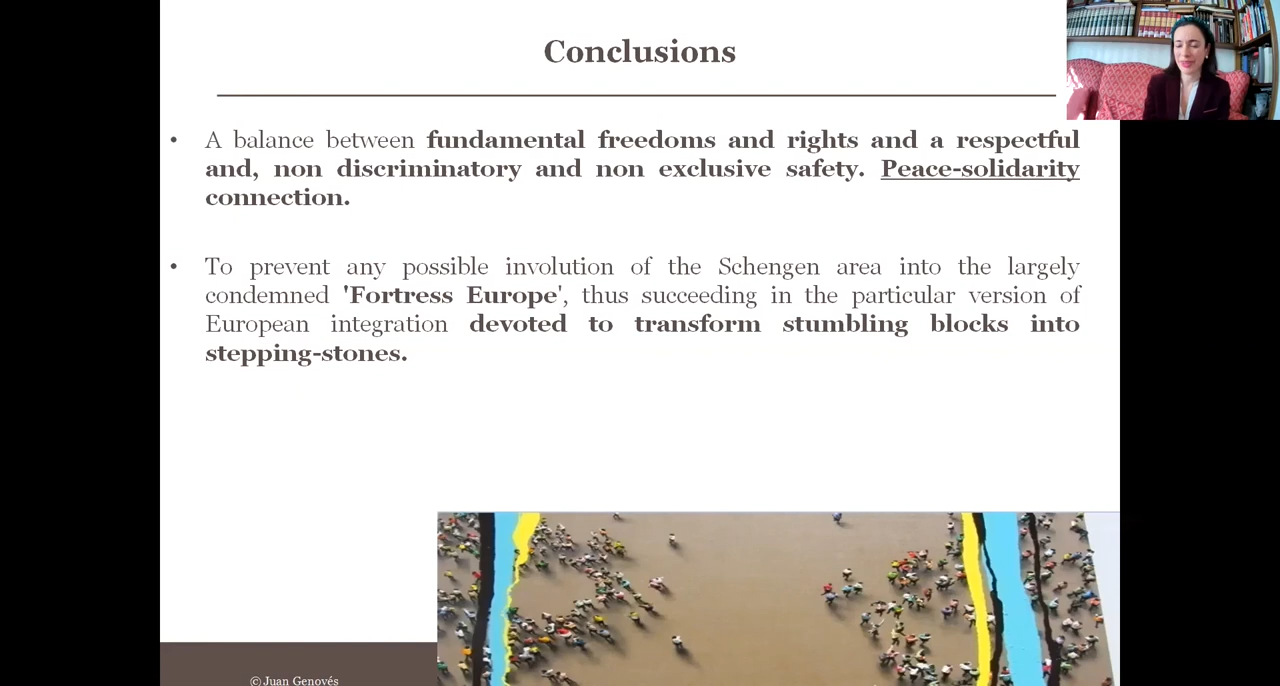 Conclusions
• A balance between fundamental freedoms and rights and a respectful
and, non discriminatory and non exclusive safety. Peace-solidarity
connection.
• To prevent any possible involution of the Schengen area into the largely
condemned 'Fortress Europe', thus succeeding in the particular version of
European integration devoted to transform stumbling blocks into
stepping-stones.
© Juan Genovés